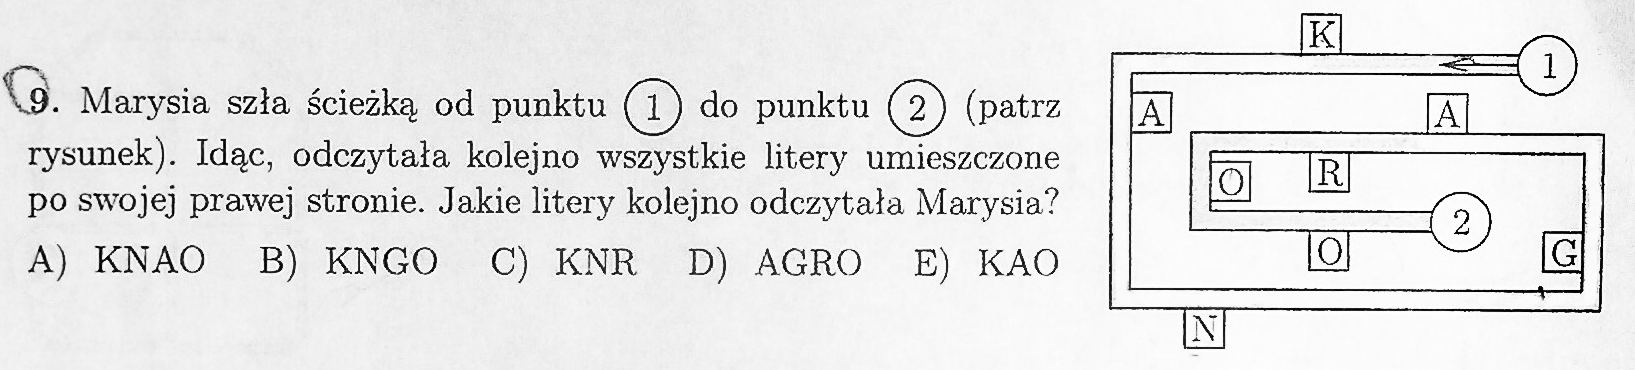 9. Marysia szła ścieżką od punktu 1 do punktu 2 (patrz
rysunek). Idąc, odczytała kolejno wszystkie litery umieszczone
po swojej prawej stronie. Jakie litery kolejno odczytała Marysia?
A) KNAO B) KNGO C) KNR D) AGRO E) KAO
K
1
A
A
O
R
2
O
G
N